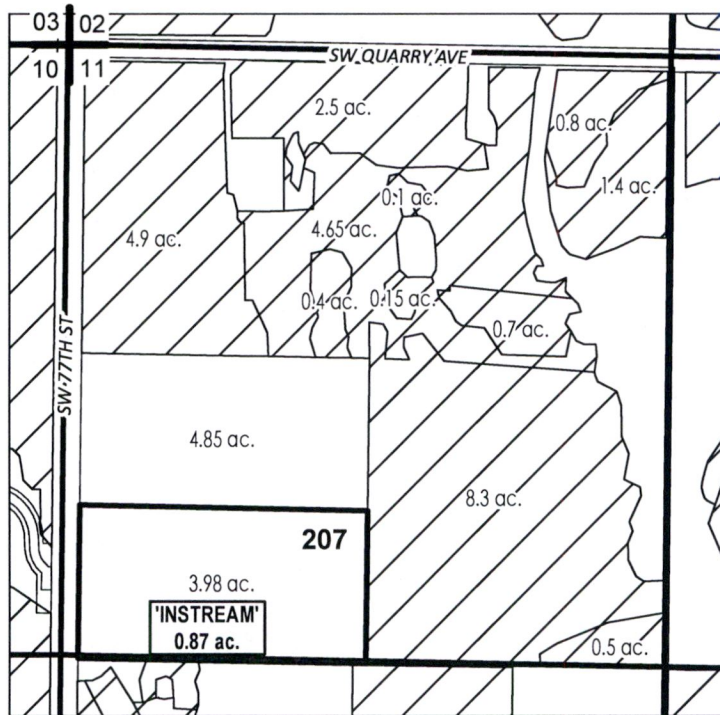 03 02
SW QUARRY AVE
10 11
2.5 ac.
0.8 ac.
1.4 ac.
0.1 ac.
4.65 ac.
4.9 ac.
0.4 ac.
0.15 ac.
0.7 ac.
SW 77TH ST
4.85 ac.
8.3 ac.
207
3.98 ac.
'INSTREAM'
0.87 ac.
0.5 ac.